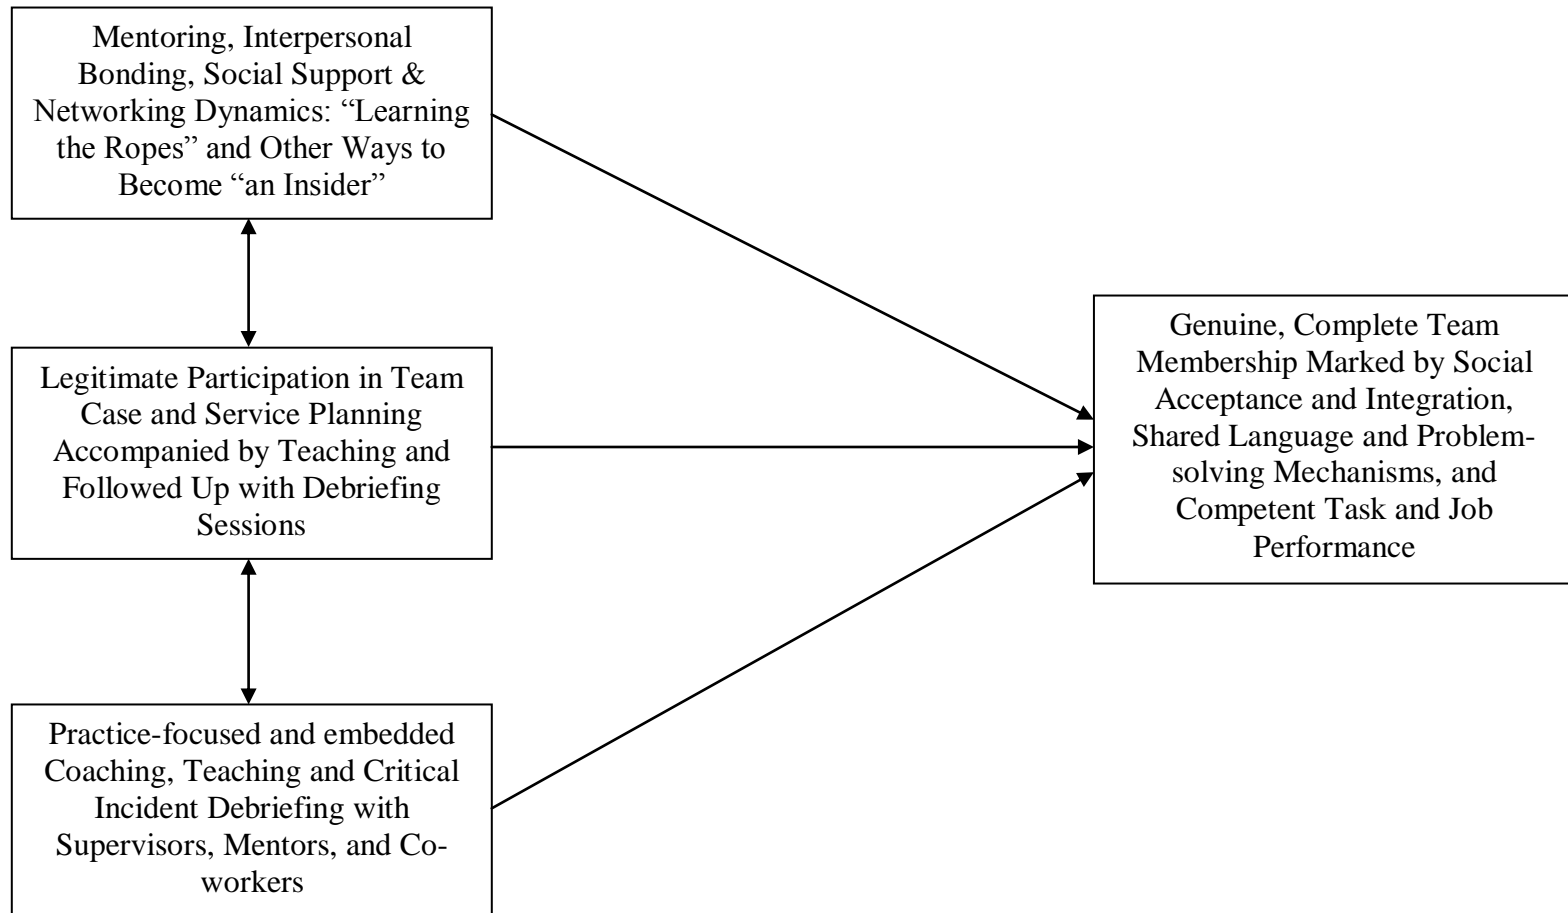 Mentoring, Interpersonal
Bonding, Social Support &
Networking Dynamics: “Learning
the Ropes” and Other Ways to
Become “an Insider”
Legitimate Participation in Team
Case and Service Planning
Accompanied by Teaching and
Followed Up with Debriefing
Sessions
Practice-focused and embedded
Coaching, Teaching and Critical
Incident Debriefing with
Supervisors, Mentors, and Co-
workers
Genuine, Complete Team
Membership Marked by Social
Acceptance and Integration,
Shared Language and Problem-
solving Mechanisms, and
Competent Task and Job
Performance